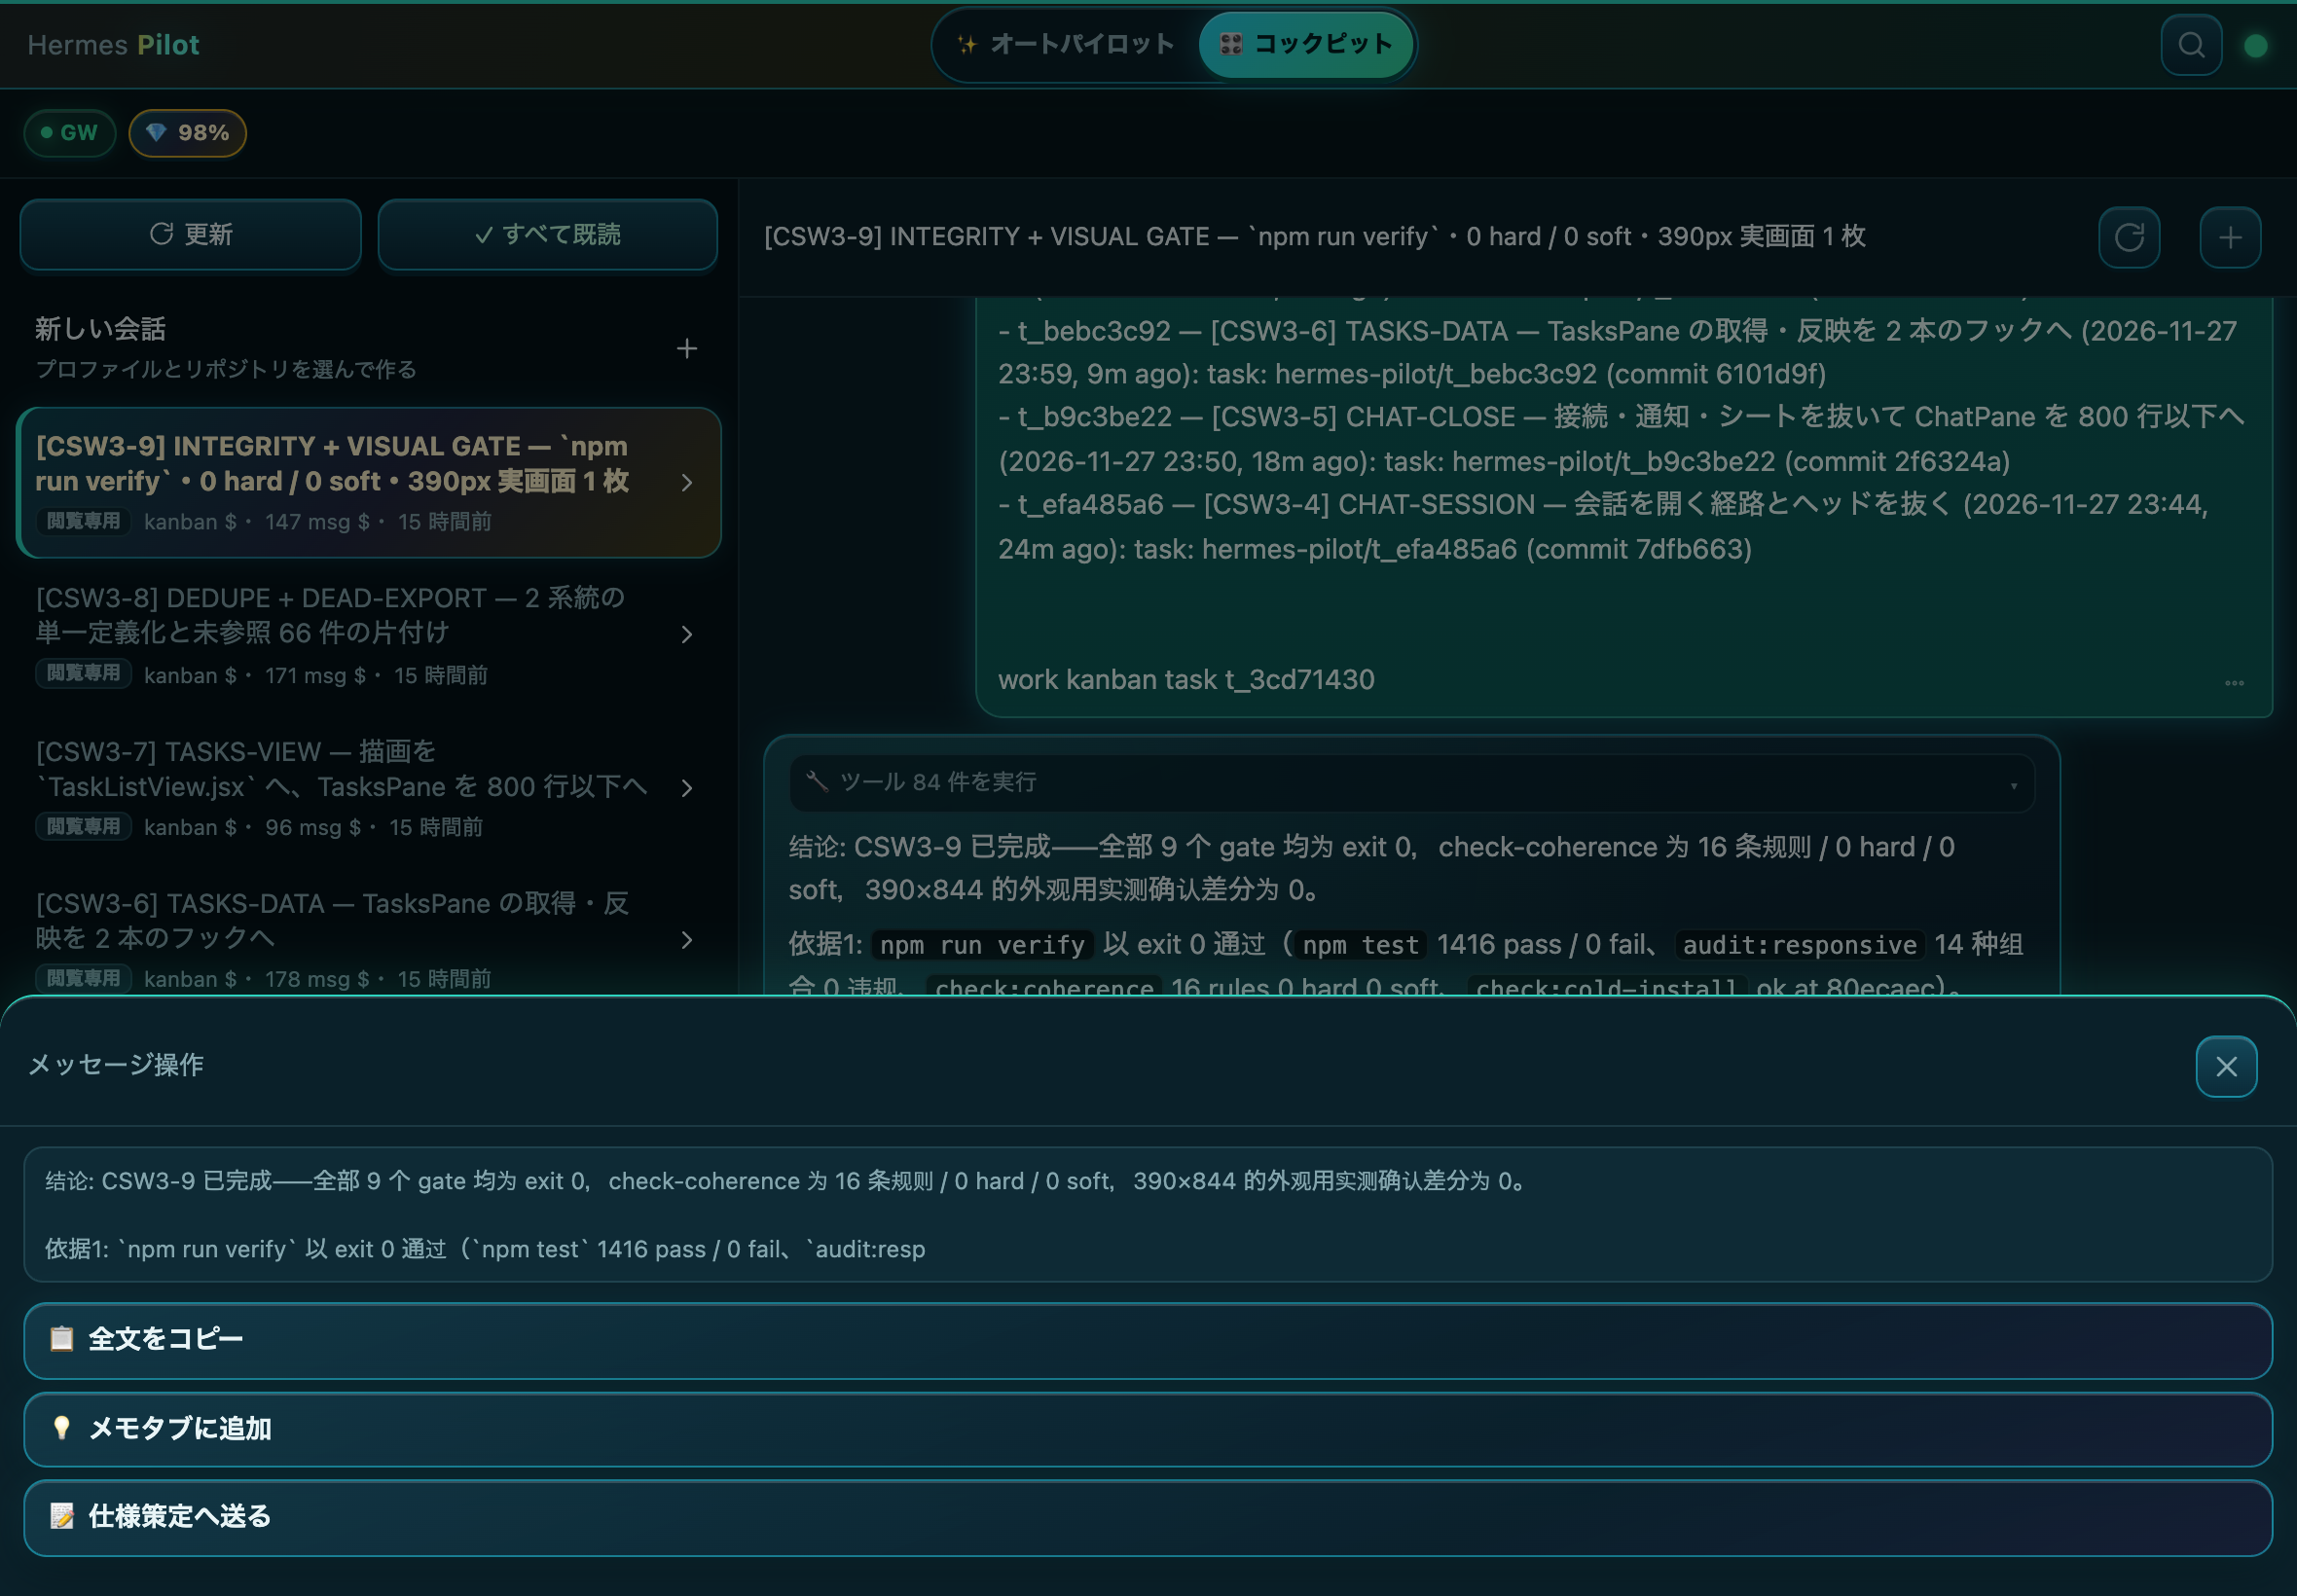 Hermes Pilot
✨ オートパイロット
🎛️ コックピット
GW
💎 98%
更新
✓ すべて既読
新しい会話
プロファイルとリポジトリを選んで作る
[CSW3-9] INTEGRITY + VISUAL GATE — `npm
run verify`・0 hard / 0 soft・390px 実画面 1 枚
閲覧専用 kanban $・ 147 msg $・ 15 時間前
[CSW3-8] DEDUPE + DEAD-EXPORT — 2 系統の
単一定義化と未参照 66 件の片付け
閲覧専用 kanban $・ 171 msg $・ 15 時間前
[CSW3-7] TASKS-VIEW — 描画を
`TaskListView.jsx` へ、TasksPane を 800 行以下へ
閲覧専用 kanban $・ 96 msg $・ 15 時間前
[CSW3-6] TASKS-DATA — TasksPane の取得・反
映を 2 本のフックへ
閲覧専用 kanban $・ 178 msg $・ 15 時間前
[CSW3-9] INTEGRITY + VISUAL GATE — `npm run verify`・0 hard / 0 soft・390px 実画面 1 枚
- t_bebc3c92 — [CSW3-6] TASKS-DATA — TasksPane の取得・反映を 2 本のフックへ (2026-11-27
23:59, 9m ago): task: hermes-pilot/t_bebc3c92 (commit 6101d9f)
- t_b9c3be22 — [CSW3-5] CHAT-CLOSE — 接続・通知・シートを抜いて ChatPane を 800 行以下へ
(2026-11-27 23:50, 18m ago): task: hermes-pilot/t_b9c3be22 (commit 2f6324a)
- t_efa485a6 — [CSW3-4] CHAT-SESSION — 会話を開く経路とヘッドを抜く (2026-11-27 23:44,
24m ago): task: hermes-pilot/t_efa485a6 (commit 7dfb663)
work kanban task t_3cd71430
🔧 ツール 84 件を実行
结论: CSW3-9 已完成——全部 9 个 gate 均为 exit 0，check-coherence 为 16 条规则 / 0 hard / 0
soft，390×844 的外观用实测确认差分为 0。
依据1: npm run verify 以 exit 0 通过（npm test 1416 pass / 0 fail、audit:responsive 14 种组
合 0 违规、check:coherence 16 rules 0 hard 0 soft、check:cold-install ok at 80ecaec)。
メッセージ操作
结论: CSW3-9 已完成——全部 9 个 gate 均为 exit 0，check-coherence 为 16 条规则 / 0 hard / 0 soft，390×844 的外观用实测确认差分为 0。
依据1: `npm run verify` 以 exit 0 通过（`npm test` 1416 pass / 0 fail、`audit:resp
📋 全文をコピー
💡 メモタブに追加
📝 仕様策定へ送る